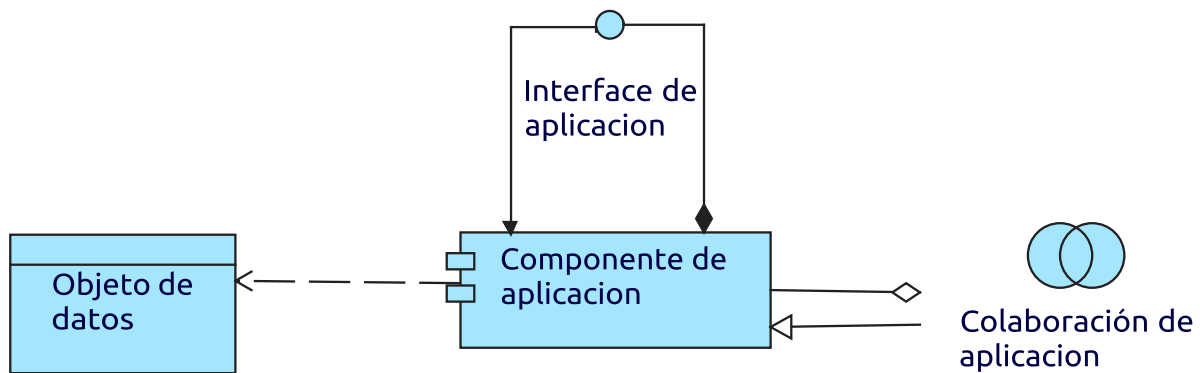 Interface de
aplicacion
Componente de
aplicacion
Objeto de
datos
Colaboración de
aplicacion